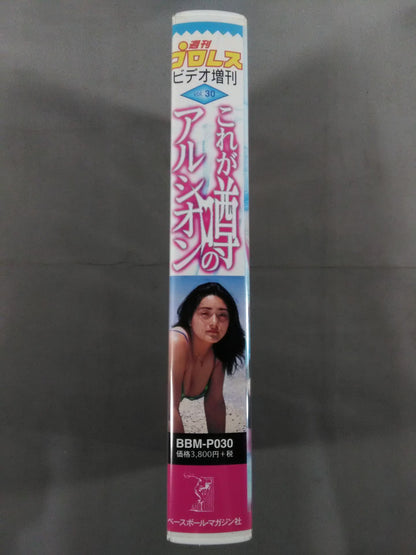 週刊
プロレス
ビデオ増刊
VOL.30
これが噂の
アルシオン
BBM-P030
価格3,800円+税
ベースボールマガジン社